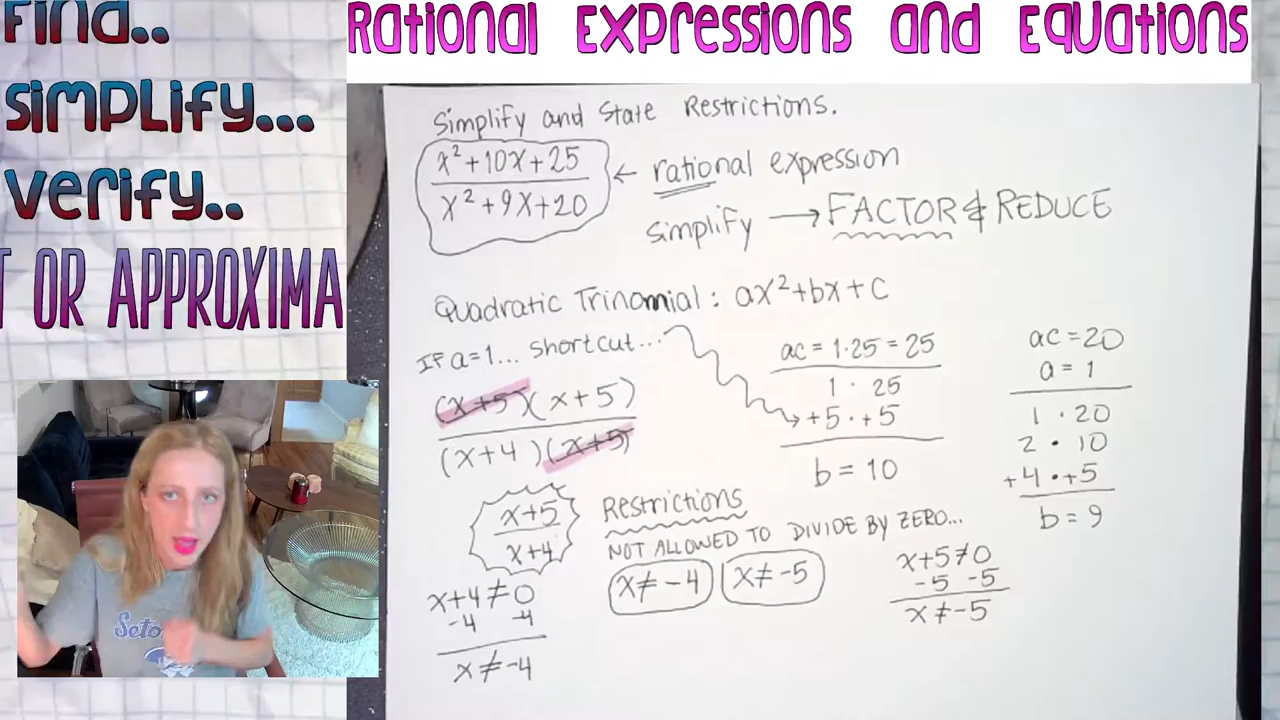 Find..
Simplify...
Verify..
T OR APPROXIMA
Rational Expressions and Equations
Simplify and State Restrictions.
x²+10x+25
x²+9x+20
← rational expression
simplify → FACTOR & REDUCE
Quadratic Trinomial: ax²+bx+c
IF a=1... shortcut...
(x+5)(x+5)
(x+4)(x+5)
x+5
x+4
x+4≠0
-4 -4
x≠-4
ac = 1·25 = 25
1 · 25
+5 · +5
b = 10
ac = 20
a = 1
1 · 20
2 · 10
+4 · +5
b = 9
Restrictions
NOT ALLOWED TO DIVIDE BY ZERO...
x≠-4 x≠-5
x+5≠0
-5 -5
x≠-5
Seto